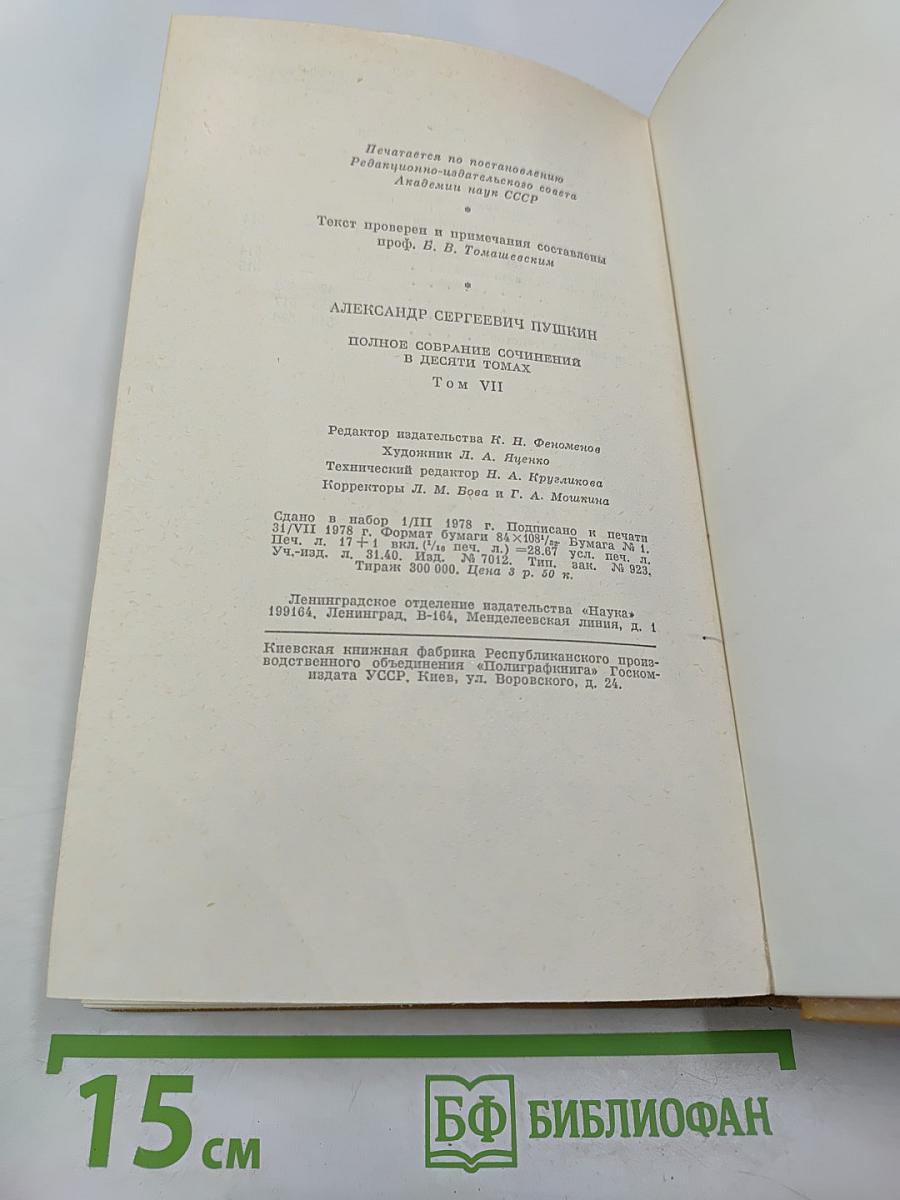 Печатается по постановлению
Редакционно-издательского совета
Академии наук СССР
*
Текст проверен и примечания составлены
проф. Б. В. Томашевским
*
АЛЕКСАНДР СЕРГЕЕВИЧ ПУШКИН
ПОЛНОЕ СОБРАНИЕ СОЧИНЕНИЙ
В ДЕСЯТИ ТОМАХ
Том VII
Редактор издательства К. Н. Феноменов
Художник Л. А. Яценко
Технический редактор Н. А. Кругликова
Корректоры Л. М. Бова и Г. А. Мошкина
Сдано в набор 1/III 1978 г. Подписано к печати
31/VII 1978 г. Формат бумаги 84×108¹/₃₂. Бумага № 1.
Печ. л. 17+1 вкл. (¹/₁₆ печ. л.) =28.67 усл. печ. л.
Уч.-изд. л. 31.40. Изд. № 7012. Тип. зак. № 923.
Тираж 300 000. Цена 3 р. 50 к.
Ленинградское отделение издательства «Наука»
199164, Ленинград, В-164, Менделеевская линия, д. 1
Киевская книжная фабрика Республиканского произ-
водственного объединения «Полиграфкнига» Госком-
издата УССР, Киев, ул. Воровского, д. 24.
15 см
БФ БИБЛИОФАН